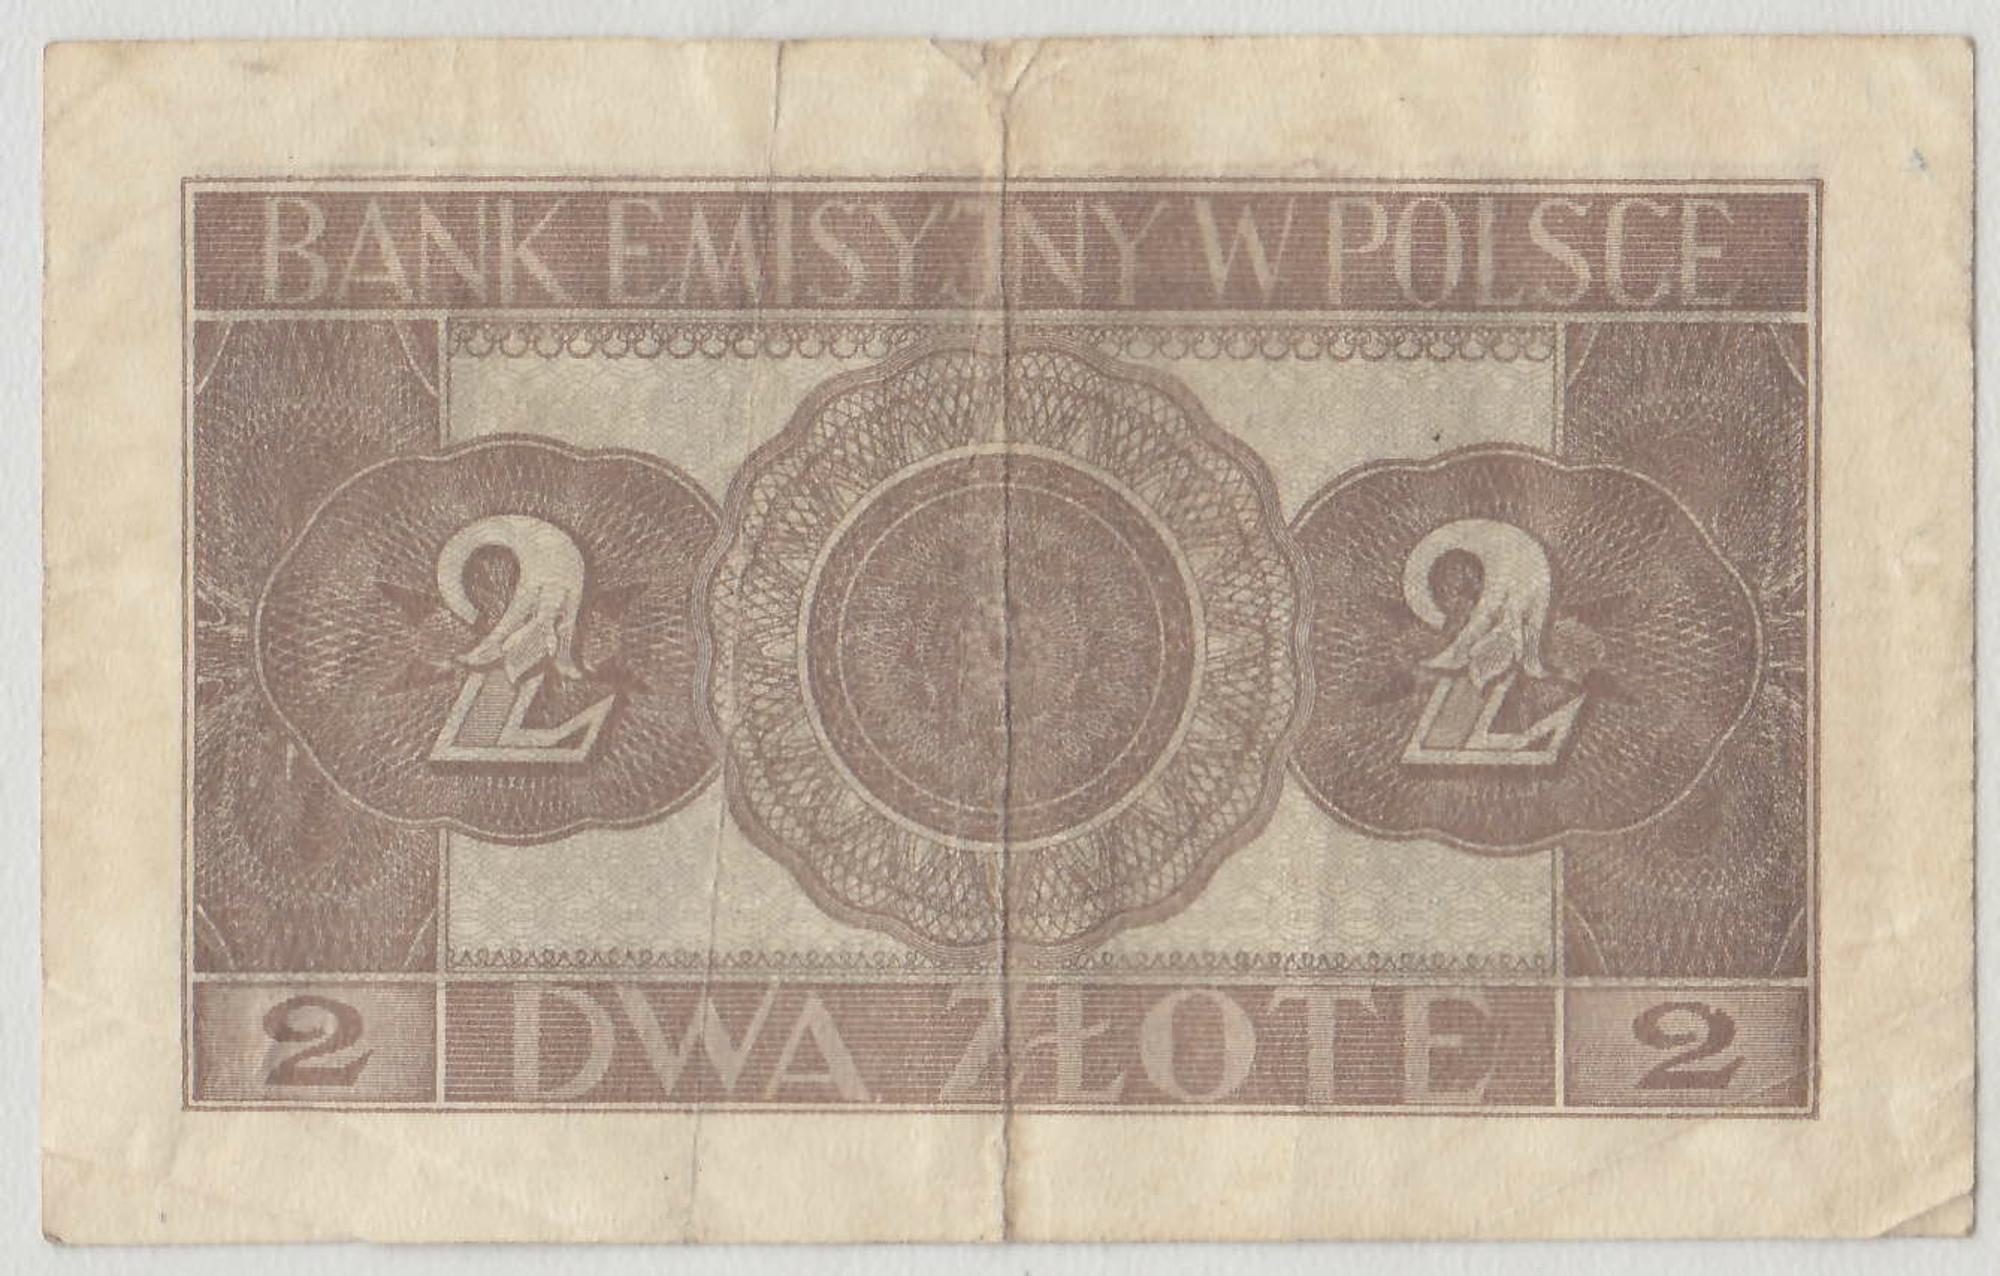 BANK EMISYJNY W POLSCE
2 2
2 DWA ZŁOTE 2